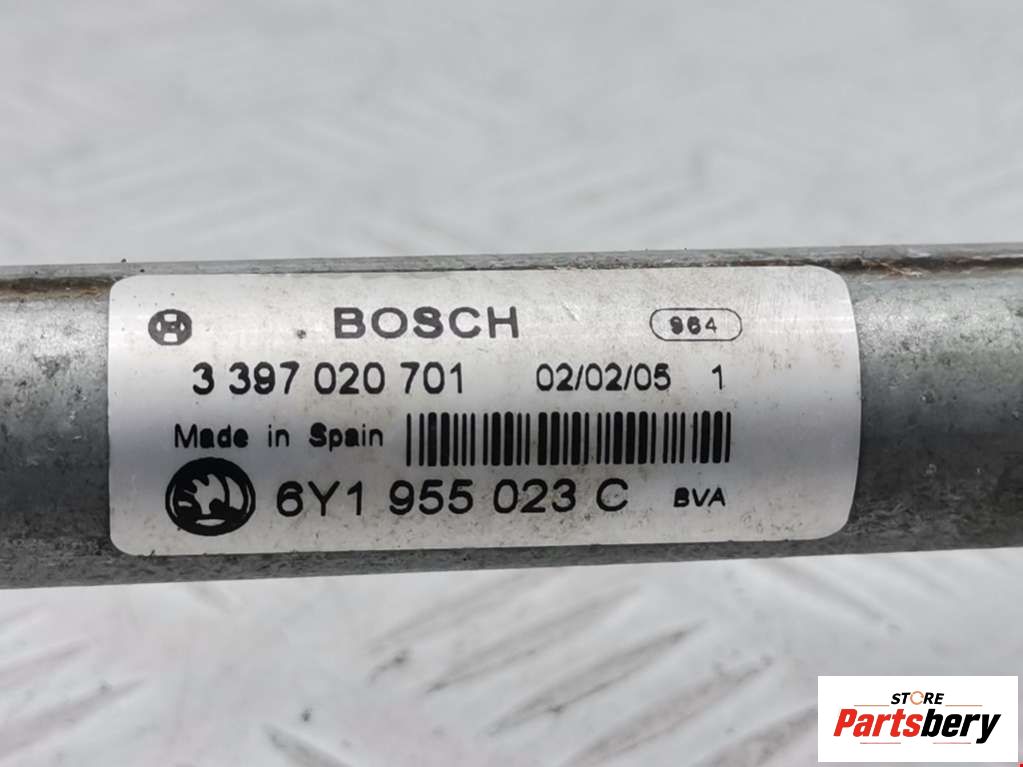 BOSCH 964
3 397 020 701 02/02/05 1
Made in Spain
6Y1 955 023 C BVA
STORE
Partsbery